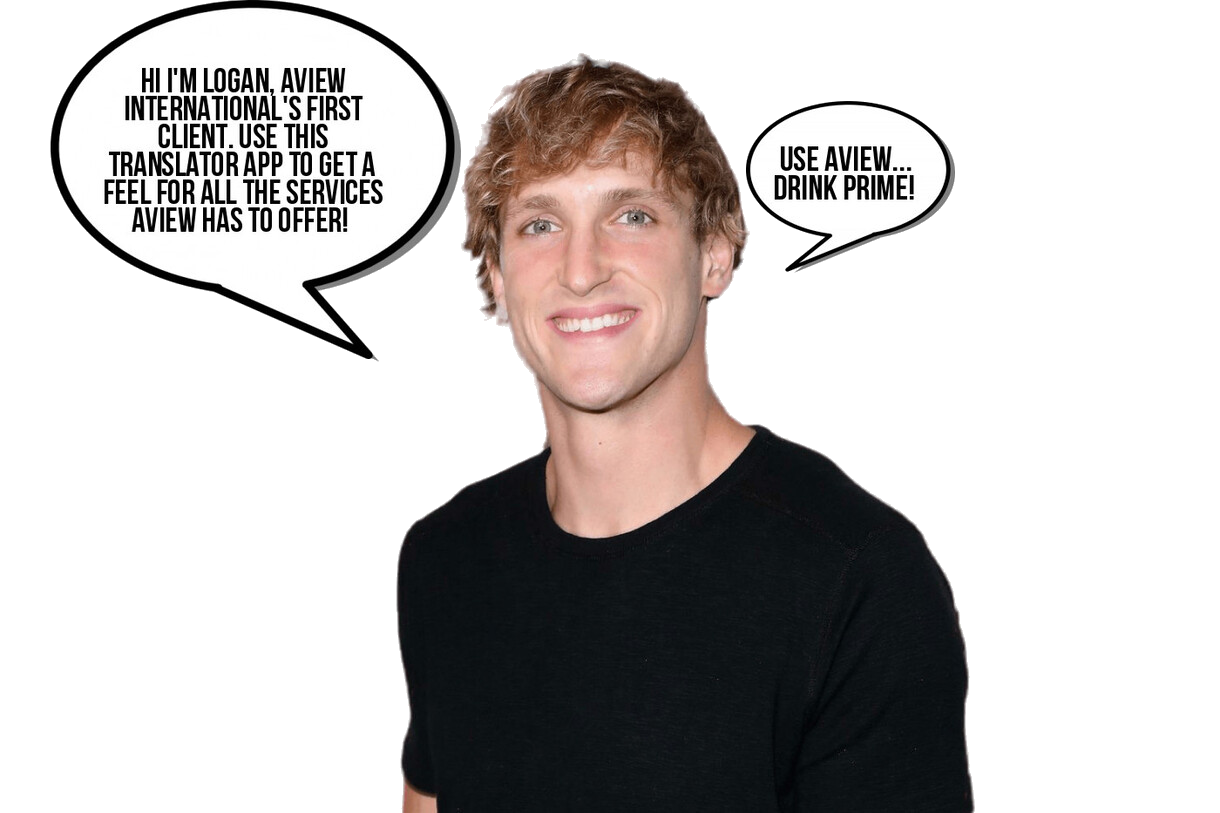 HI I'M LOGAN, AVIEW
INTERNATIONAL'S FIRST
CLIENT. USE THIS
TRANSLATOR APP TO GET A
FEEL FOR ALL THE SERVICES
AVIEW HAS TO OFFER!
USE AVIEW...
DRINK PRIME!